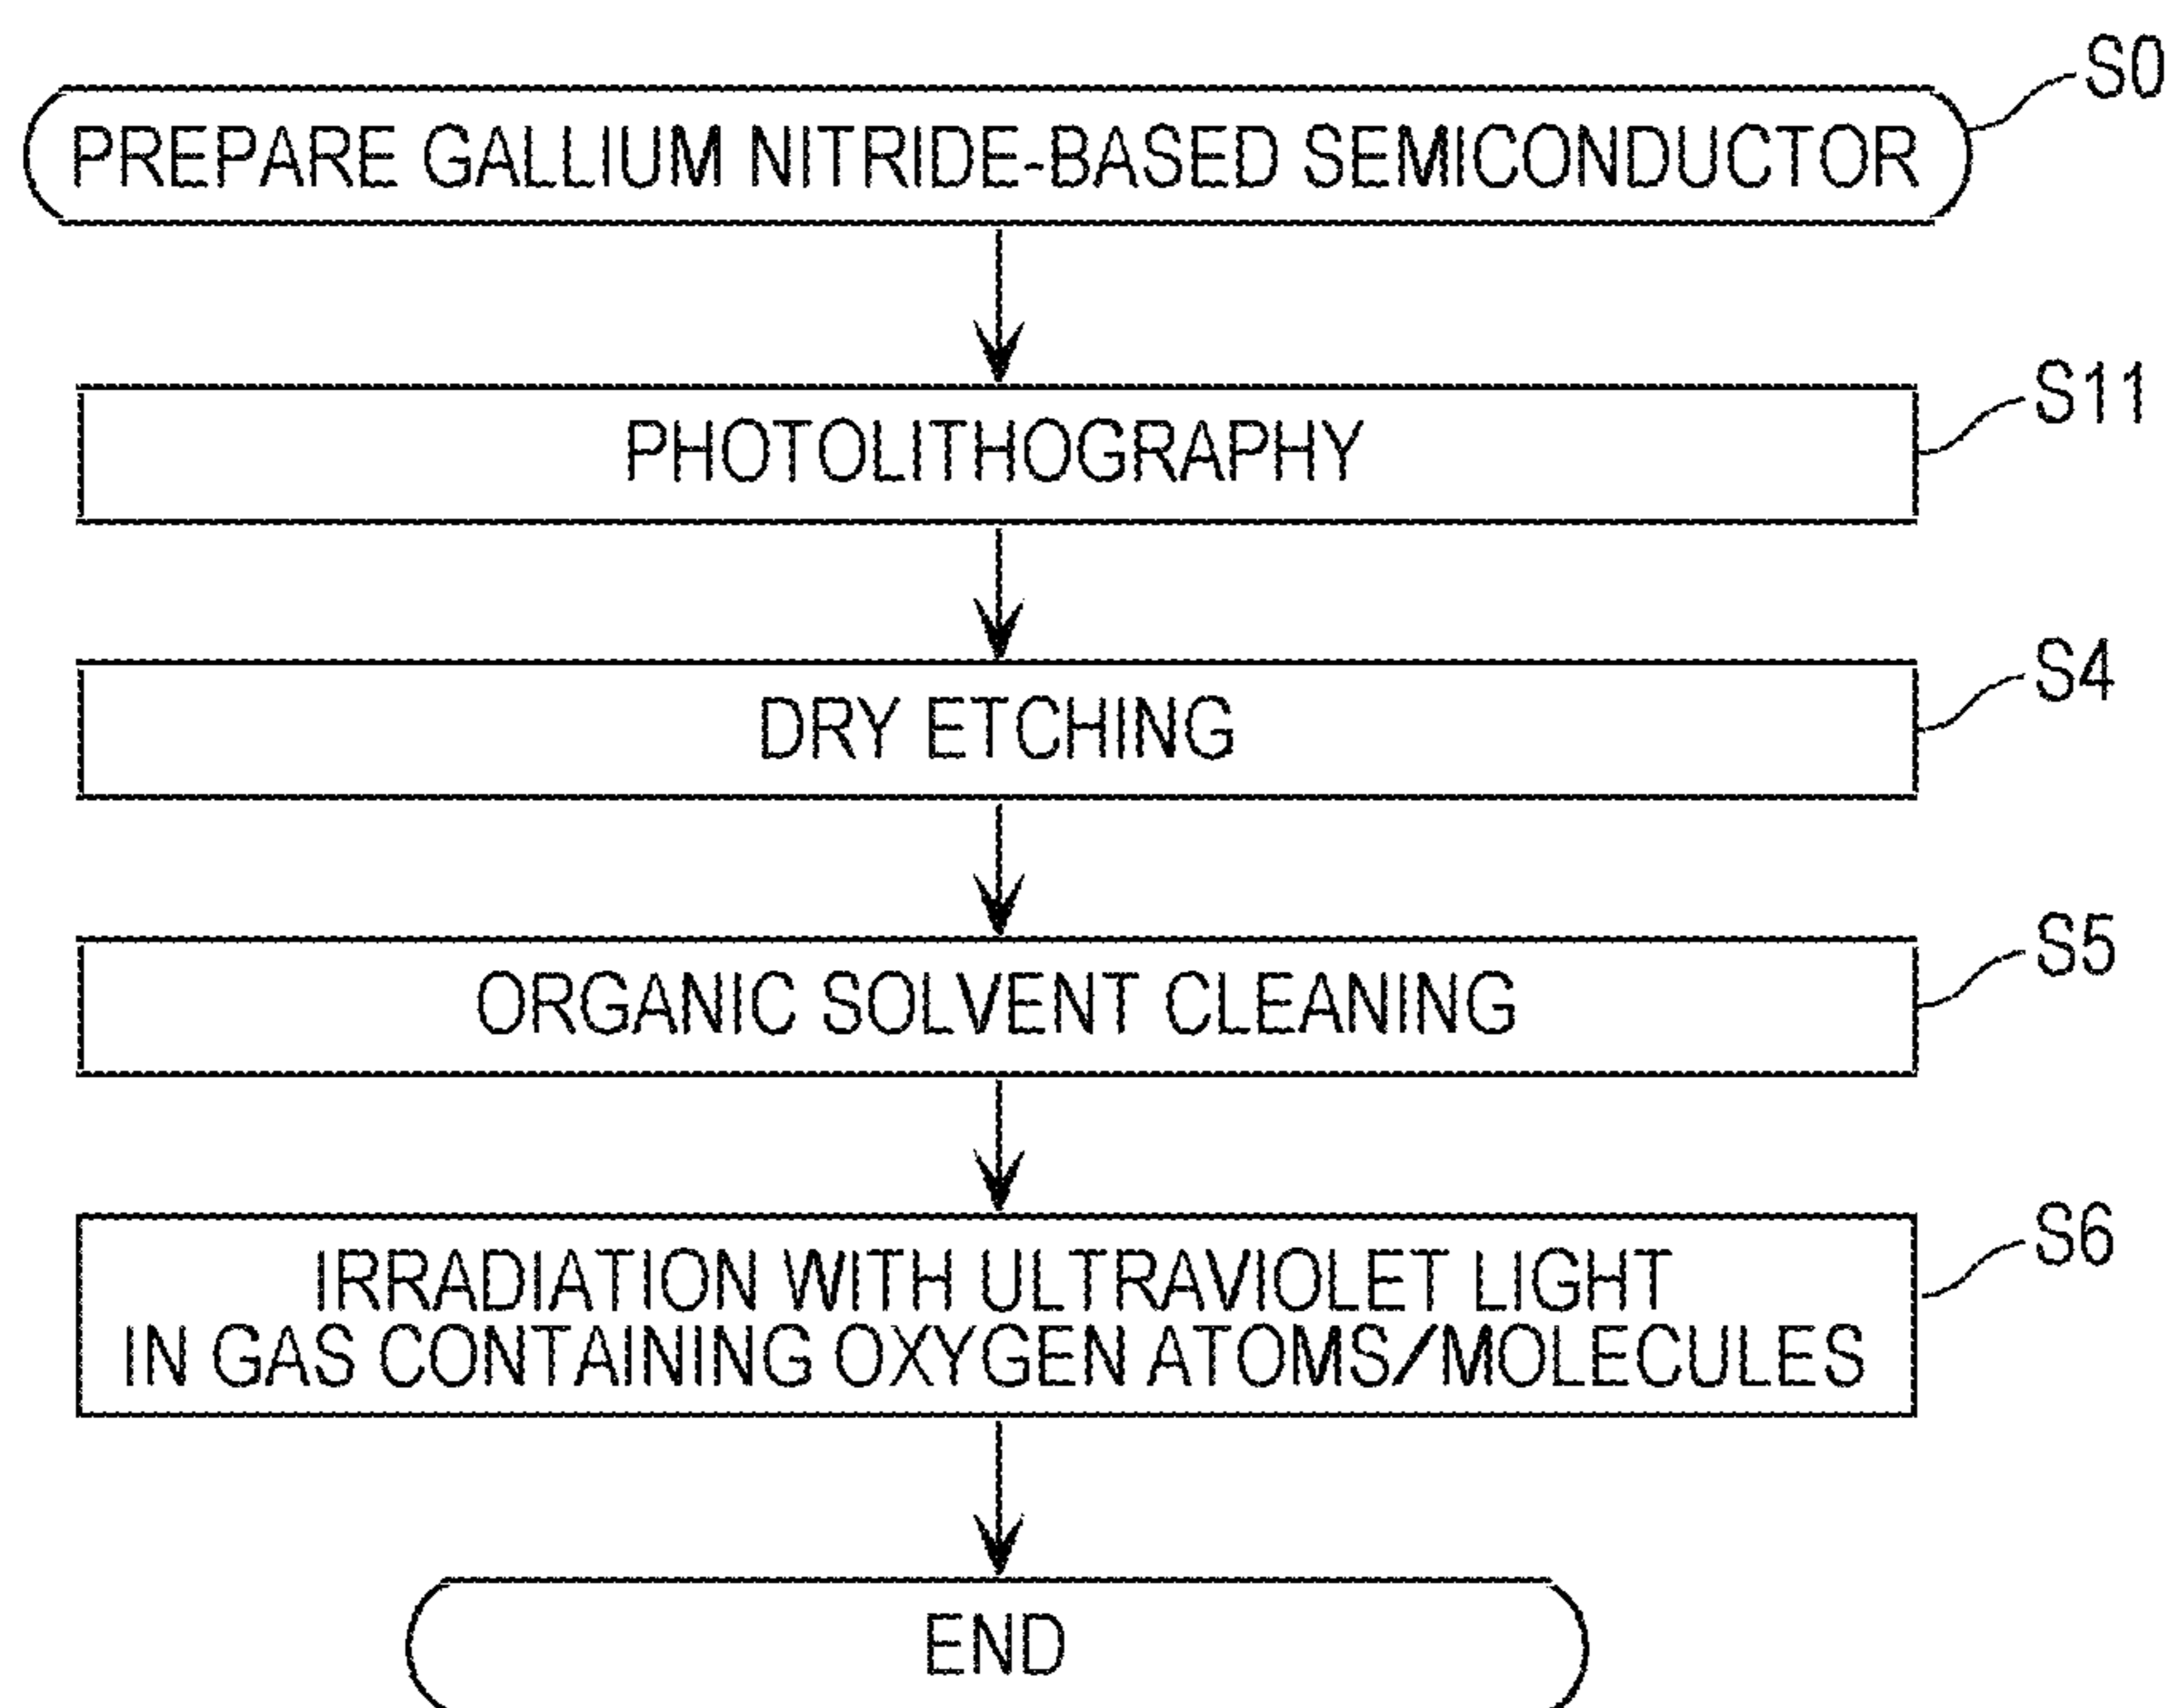 S0
PREPARE GALLIUM NITRIDE-BASED SEMICONDUCTOR
S11
PHOTOLITHOGRAPHY
S4
DRY ETCHING
S5
ORGANIC SOLVENT CLEANING
S6
IRRADIATION WITH ULTRAVIOLET LIGHT
IN GAS CONTAINING OXYGEN ATOMS/MOLECULES
END